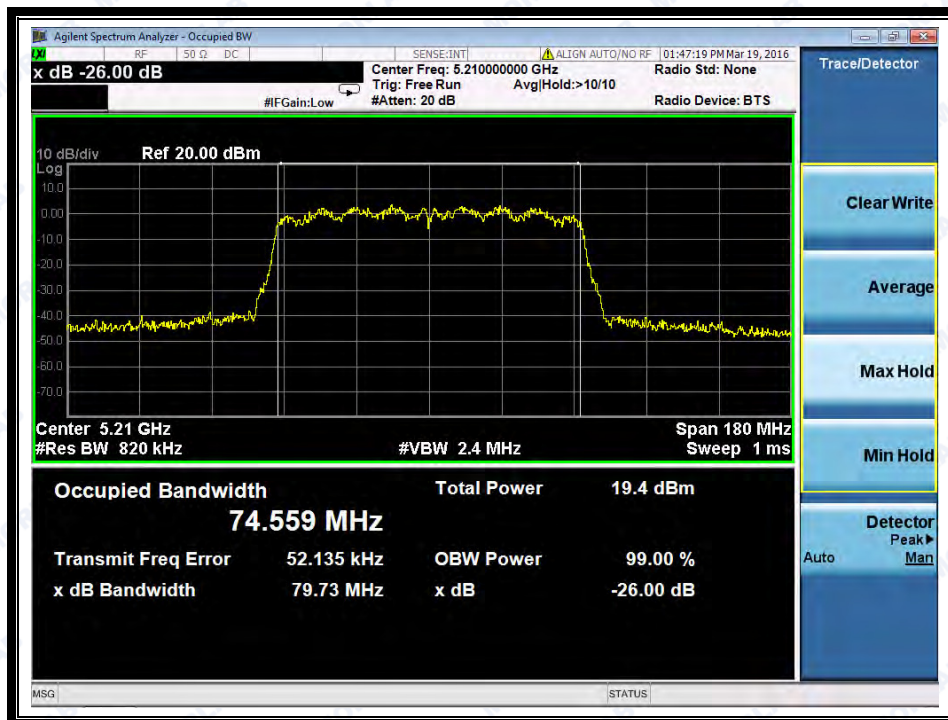 Agilent Spectrum Analyzer - Occupied BW
LXI RF 50 Ω DC SENSE:INT ALIGN AUTO/NO RF 01:47:19 PM Mar 19, 2016
x dB -26.00 dB Center Freq: 5.210000000 GHz Radio Std: None
Trig: Free Run Avg|Hold:>10/10
#IFGain:Low #Atten: 20 dB Radio Device: BTS
10 dB/div Ref 20.00 dBm
Log
10.0
0.00
-10.0
-20.0
-30.0
-40.0
-50.0
-60.0
-70.0
Center 5.21 GHz Span 180 MHz
#Res BW 820 kHz #VBW 2.4 MHz Sweep 1 ms
Occupied Bandwidth Total Power 19.4 dBm
74.559 MHz
Transmit Freq Error 52.135 kHz OBW Power 99.00 %
x dB Bandwidth 79.73 MHz x dB -26.00 dB
MSG STATUS
Trace/Detector
Clear Write
Average
Max Hold
Min Hold
Detector
Peak▶
Auto Man